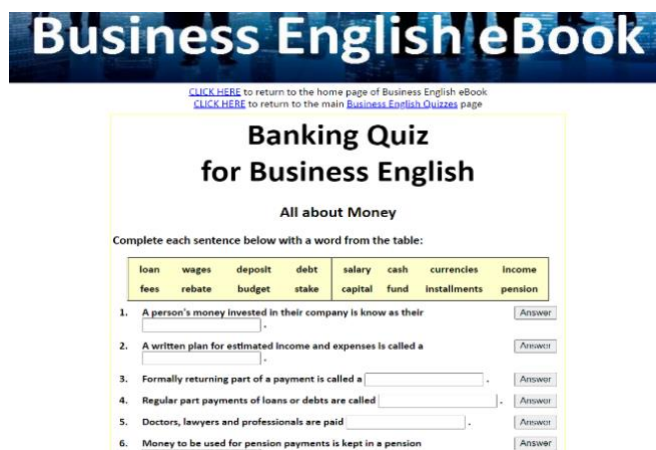 Business English eBook
CLICK HERE to return to the home page of Business English eBook
CLICK HERE to return to the main Business English Quizzes page
Banking Quiz
for Business English
All about Money
Complete each sentence below with a word from the table:
loan wages deposit debt salary cash currencies income
fees rebate budget stake capital fund installments pension
1. A person's money invested in their company is know as their Answer
.
2. A written plan for estimated income and expenses is called a Answer
.
3. Formally returning part of a payment is called a . Answer
4. Regular part payments of loans or debts are called . Answer
5. Doctors, lawyers and professionals are paid . Answer
6. Money to be used for pension payments is kept in a pension Answer